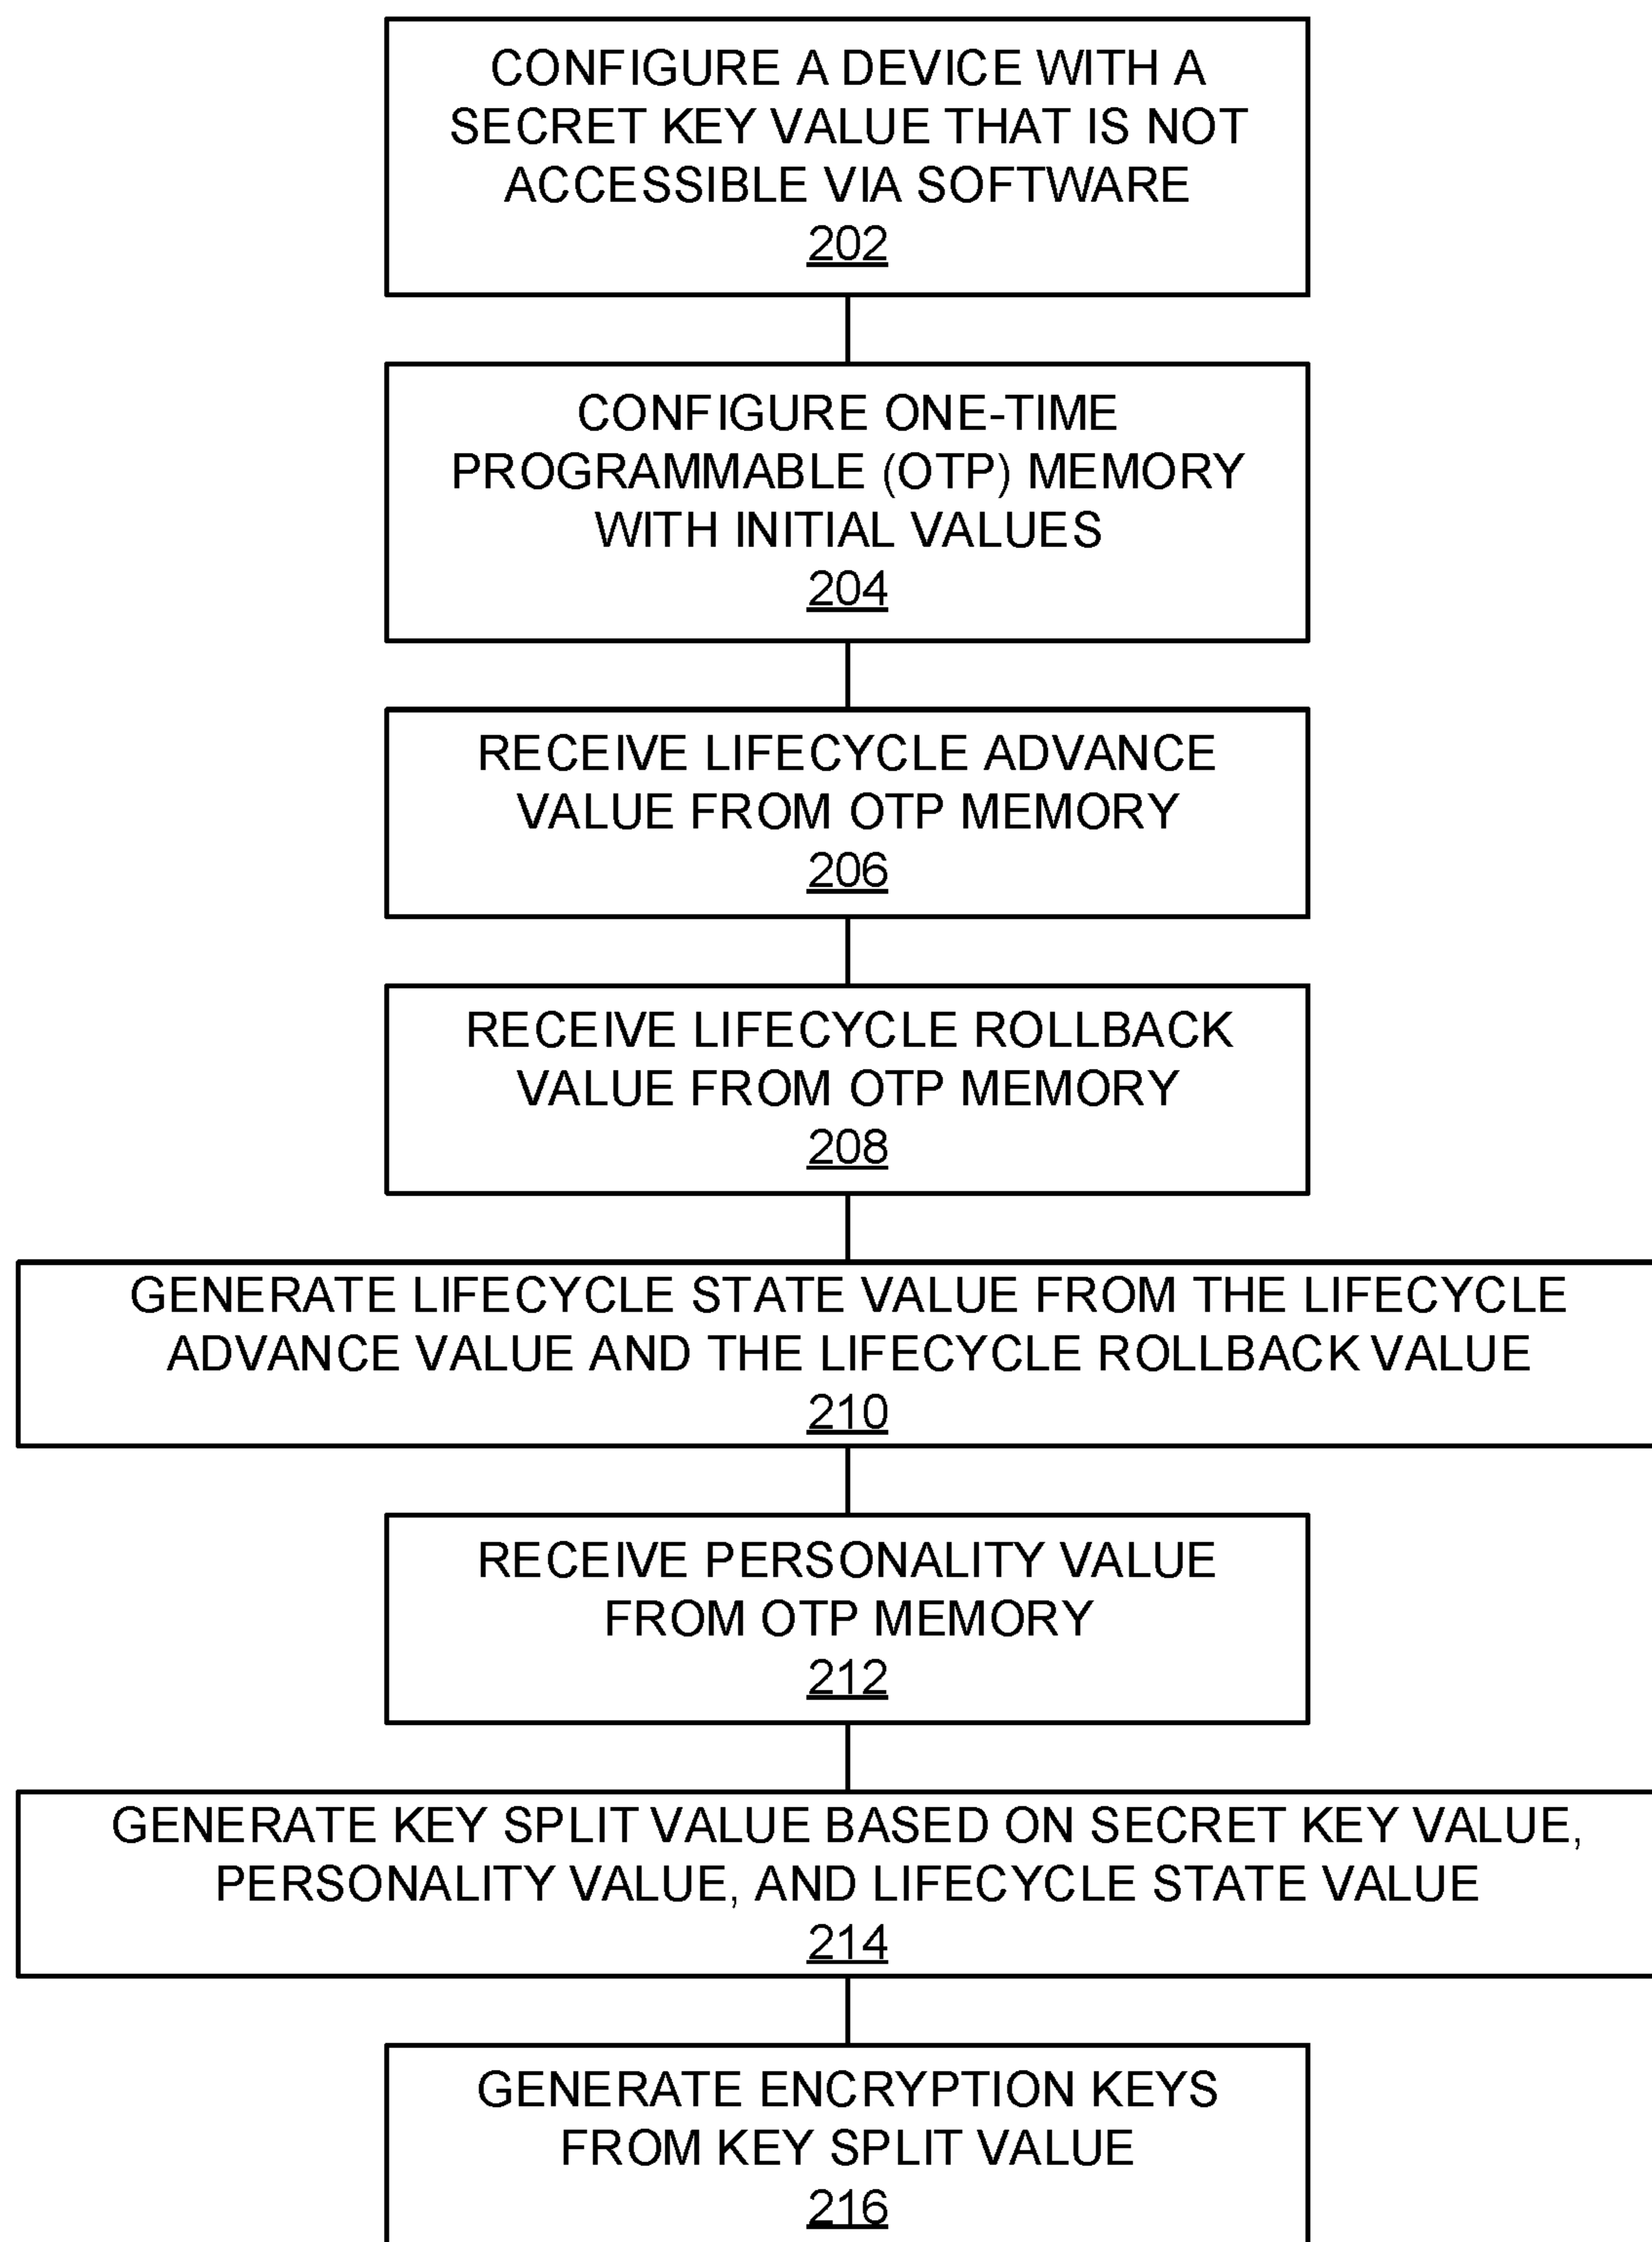 CONFIGURE A DEVICE WITH A
SECRET KEY VALUE THAT IS NOT
ACCESSIBLE VIA SOFTWARE
202
CONFIGURE ONE-TIME
PROGRAMMABLE (OTP) MEMORY
WITH INITIAL VALUES
204
RECEIVE LIFECYCLE ADVANCE
VALUE FROM OTP MEMORY
206
RECEIVE LIFECYCLE ROLLBACK
VALUE FROM OTP MEMORY
208
GENERATE LIFECYCLE STATE VALUE FROM THE LIFECYCLE
ADVANCE VALUE AND THE LIFECYCLE ROLLBACK VALUE
210
RECEIVE PERSONALITY VALUE
FROM OTP MEMORY
212
GENERATE KEY SPLIT VALUE BASED ON SECRET KEY VALUE,
PERSONALITY VALUE, AND LIFECYCLE STATE VALUE
214
GENERATE ENCRYPTION KEYS
FROM KEY SPLIT VALUE
216